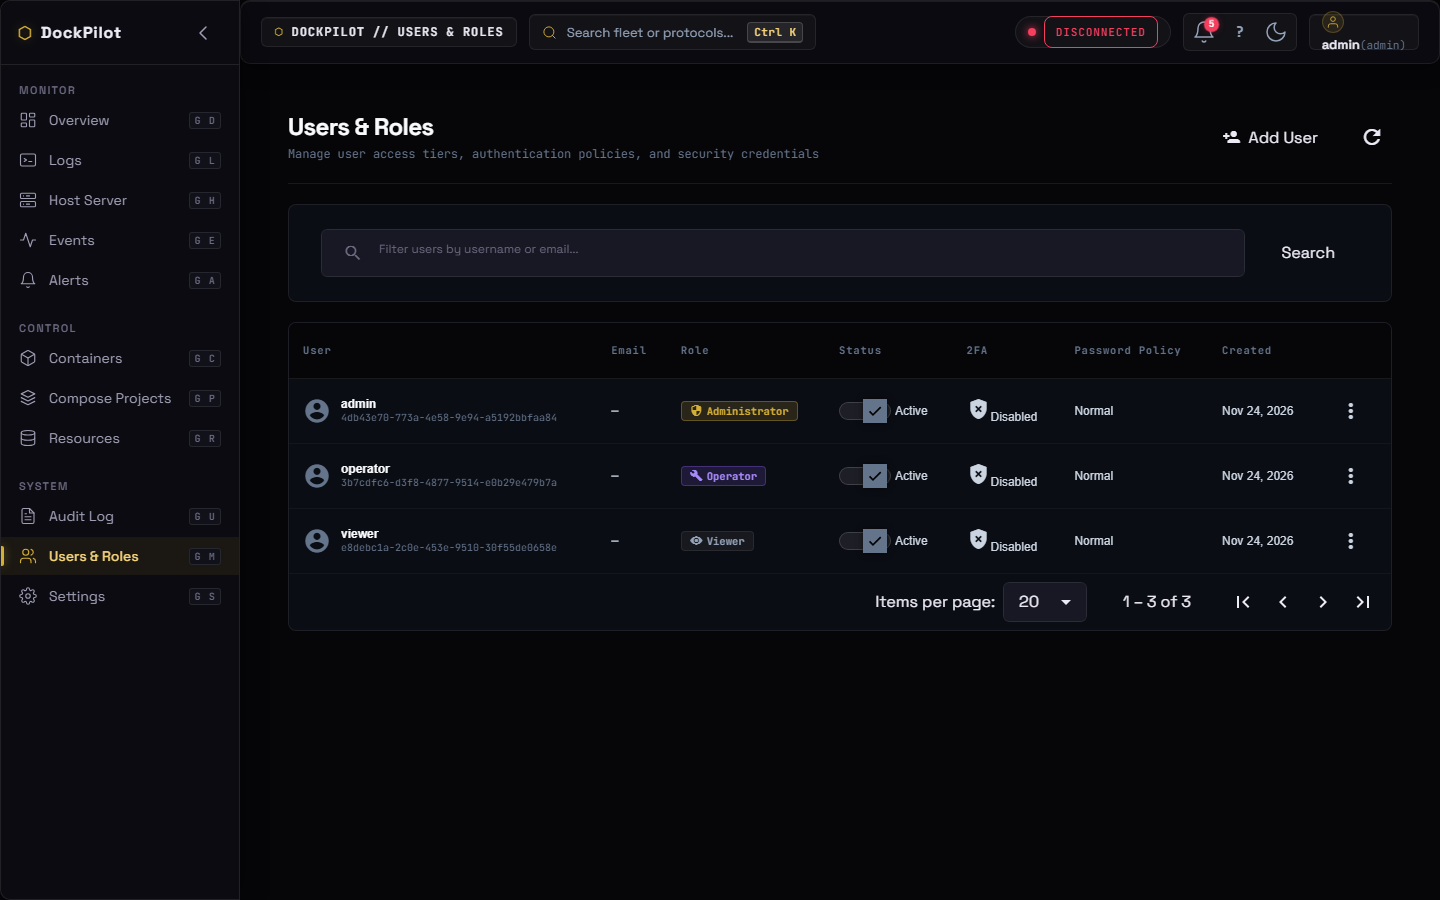 DockPilot
DOCKPILOT // USERS & ROLES
Search fleet or protocols...
Ctrl K
DISCONNECTED
5
?
admin(admin)
MONITOR
Overview G D
Logs G L
Host Server G H
Events G E
Alerts G A
CONTROL
Containers G C
Compose Projects G P
Resources G R
SYSTEM
Audit Log G U
Users & Roles G M
Settings G S
Users & Roles
Manage user access tiers, authentication policies, and security credentials
Add User
Filter users by username or email...
Search
User Email Role Status 2FA Password Policy Created
admin
4db43e70-773a-4e58-9e94-a5192bbfaa84
– Administrator Active Disabled Normal Nov 24, 2026
operator
3b7cdfc6-d3f8-4877-9514-e0b29e479b7a
– Operator Active Disabled Normal Nov 24, 2026
viewer
e8debc1a-2c0e-453e-9510-30f55de0658e
– Viewer Active Disabled Normal Nov 24, 2026
Items per page: 20 1 – 3 of 3